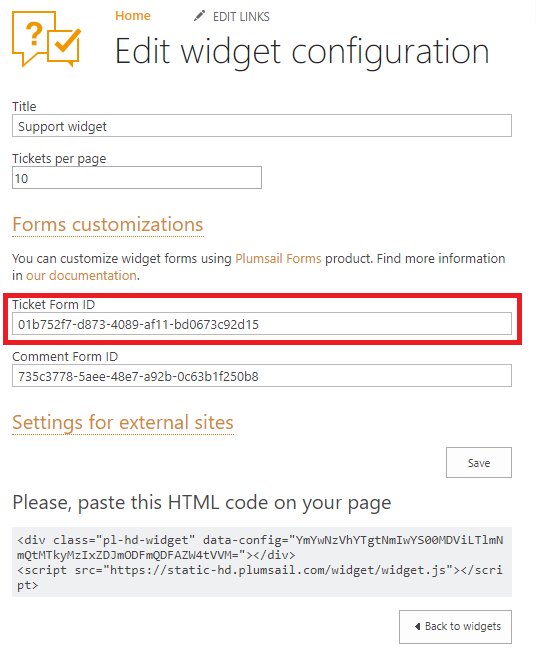 Home EDIT LINKS
Edit widget configuration
Title
Support widget
Tickets per page
10
Forms customizations
You can customize widget forms using Plumsail Forms product. Find more information
in our documentation.
Ticket Form ID
01b752f7-d873-4089-af11-bd0673c92d15
Comment Form ID
735c3778-5aee-48e7-a92b-0c63b1f250b8
Settings for external sites
Save
Please, paste this HTML code on your page
<div class="pl-hd-widget" data-config="YmYwNzVhYTgtNmIwYS00MDViLTlmN
mQtMTkyMzIxZDJmODFmQDFAZW4tVVM="></div>
<script src="https://static-hd.plumsail.com/widget/widget.js"></scri
pt>
Back to widgets